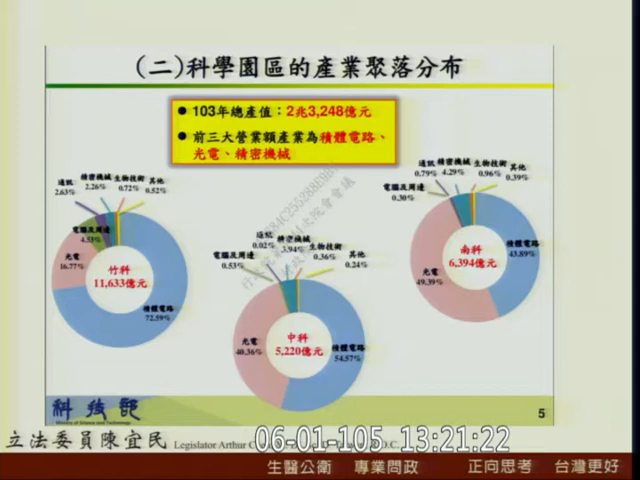 (二)科學園區的產業聚落分布
● 103年總產值：2兆3,248億元
● 前三大營業額產業為積體電路、
光電、精密機械
通訊
2.63%
精密機械
2.26%
生物技術
0.72%
其他
0.52%
電腦及周邊
4.53%
光電
16.77%
竹科
11,633億元
積體電路
72.59%
通訊
0.02%
精密機械
3.94%
生物技術
0.36%
其他
0.24%
電腦及周邊
0.53%
光電
40.36%
中科
5,220億元
積體電路
54.57%
通訊
0.79%
精密機械
4.29%
生物技術
0.96%
其他
0.39%
電腦及周邊
0.30%
光電
49.39%
南科
6,394億元
積體電路
43.89%
科技部
Ministry of Science and Technology
5
立法委員陳宜民
Legislator Arthur C
06-01-105 13:21:22
生醫公衛 專業問政 正向思考 台灣更好